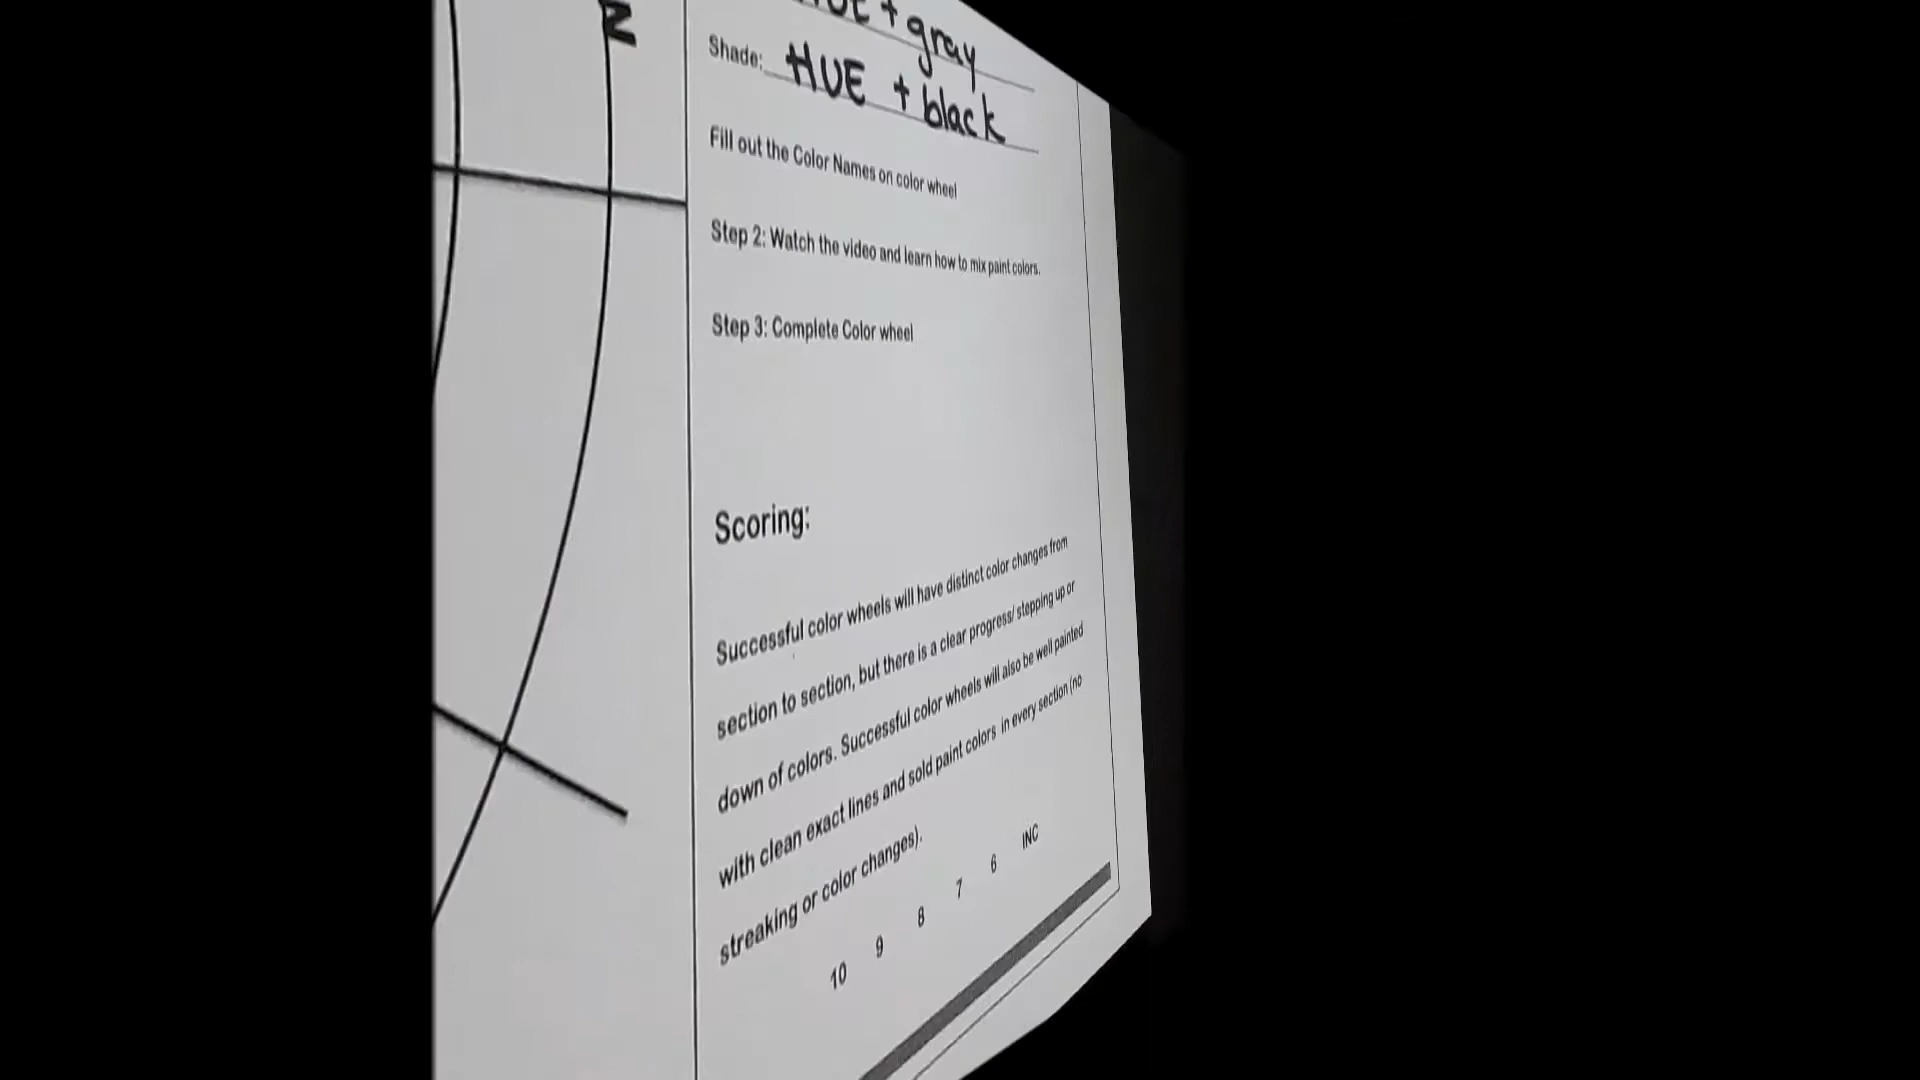 + gray
Shade: HUE + black
Fill out the Color Names on color wheel
Step 2: Watch the video and learn how to mix paint colors.
Step 3: Complete Color wheel
Scoring:
Successful color wheels will have distinct color changes from
section to section, but there is a clear progress/ stepping up or
down of colors. Successful color wheels will also be well painted
with clean exact lines and sold paint colors in every section (no
streaking or color changes).
10 9 8 7 6 INC